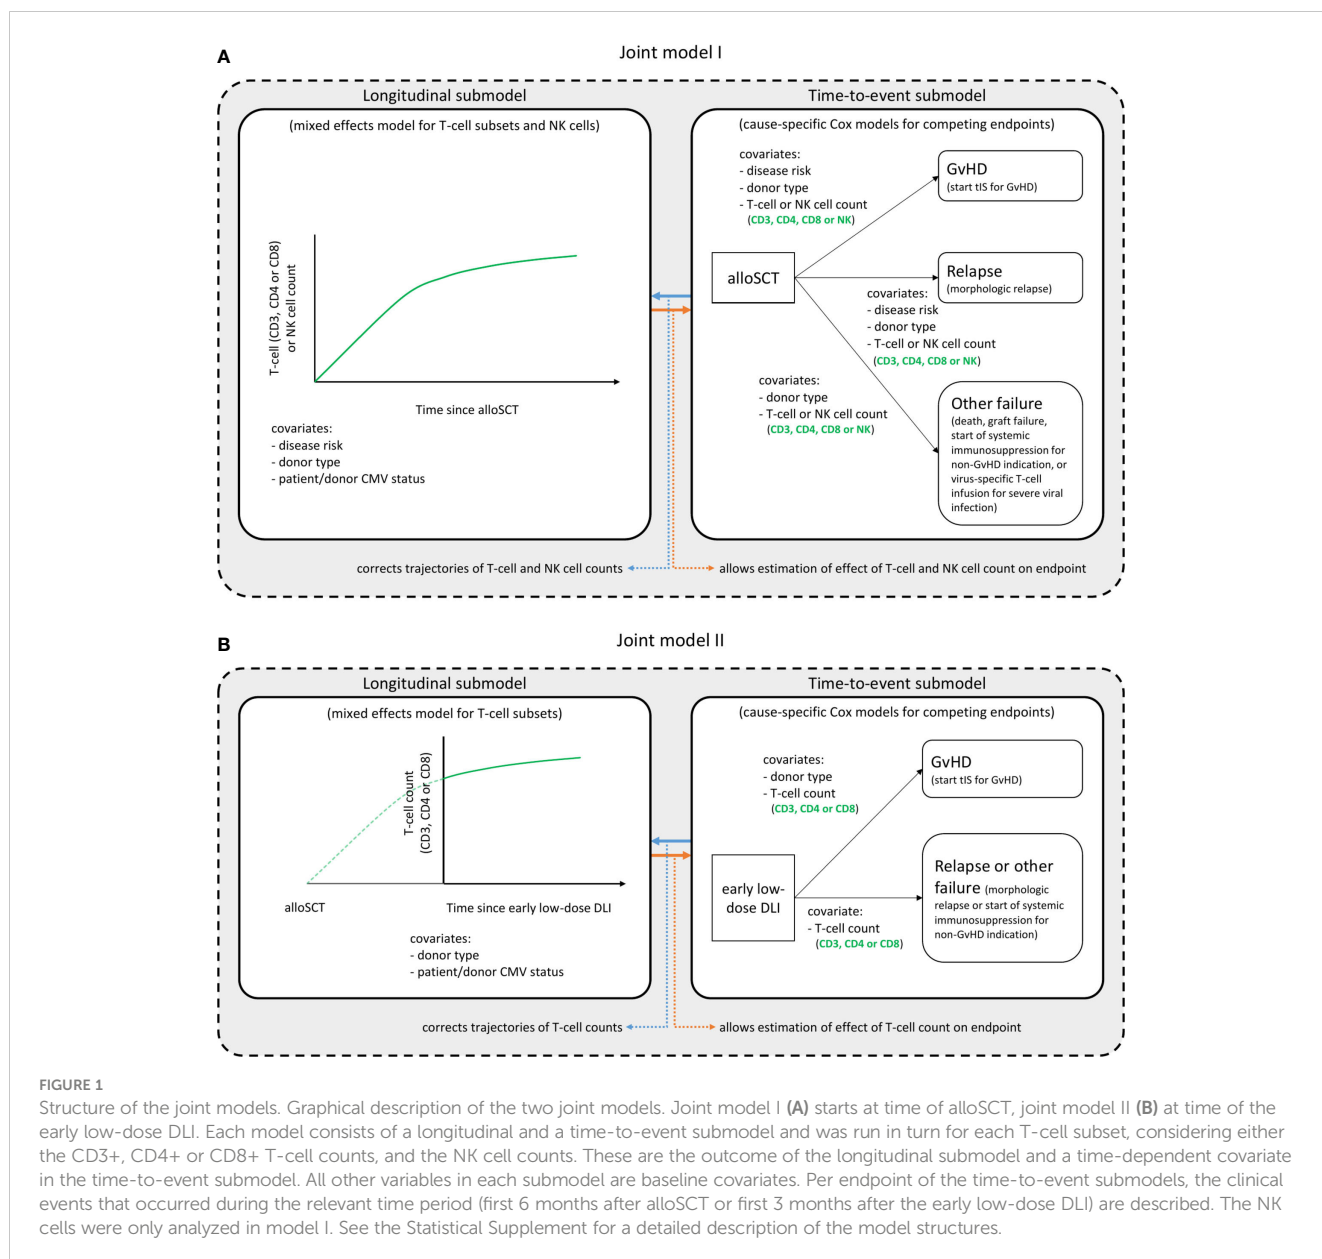 A
Joint model I
Longitudinal submodel
(mixed effects model for T-cell subsets and NK cells)
T-cell (CD3, CD4 or CD8)
or NK cell count
Time since alloSCT
covariates:
- disease risk
- donor type
- patient/donor CMV status
Time-to-event submodel
(cause-specific Cox models for competing endpoints)
covariates:
- disease risk
- donor type
- T-cell or NK cell count
(CD3, CD4, CD8 or NK)
GvHD
(start tIS for GvHD)
alloSCT
Relapse
(morphologic relapse)
covariates:
- disease risk
- donor type
- T-cell or NK cell count
(CD3, CD4, CD8 or NK)
covariates:
- donor type
- T-cell or NK cell count
(CD3, CD4, CD8 or NK)
Other failure
(death, graft failure,
start of systemic
immunosuppression for
non-GvHD indication, or
virus-specific T-cell
infusion for severe viral
infection)
corrects trajectories of T-cell and NK cell counts
allows estimation of effect of T-cell and NK cell count on endpoint
B
Joint model II
Longitudinal submodel
(mixed effects model for T-cell subsets)
T-cell count
(CD3, CD4 or CD8)
alloSCT
Time since early low-dose DLI
covariates:
- donor type
- patient/donor CMV status
Time-to-event submodel
(cause-specific Cox models for competing endpoints)
covariates:
- donor type
- T-cell count
(CD3, CD4 or CD8)
GvHD
(start tIS for GvHD)
early low-
dose DLI
covariate:
- T-cell count
(CD3, CD4 or CD8)
Relapse or other
failure (morphologic
relapse or start of systemic
immunosuppression for
non-GvHD indication)
corrects trajectories of T-cell counts
allows estimation of effect of T-cell count on endpoint
FIGURE 1
Structure of the joint models. Graphical description of the two joint models. Joint model I (A) starts at time of alloSCT, joint model II (B) at time of the
early low-dose DLI. Each model consists of a longitudinal and a time-to-event submodel and was run in turn for each T-cell subset, considering either
the CD3+, CD4+ or CD8+ T-cell counts, and the NK cell counts. These are the outcome of the longitudinal submodel and a time-dependent covariate
in the time-to-event submodel. All other variables in each submodel are baseline covariates. Per endpoint of the time-to-event submodels, the clinical
events that occurred during the relevant time period (first 6 months after alloSCT or first 3 months after the early low-dose DLI) are described. The NK
cells were only analyzed in model I. See the Statistical Supplement for a detailed description of the model structures.